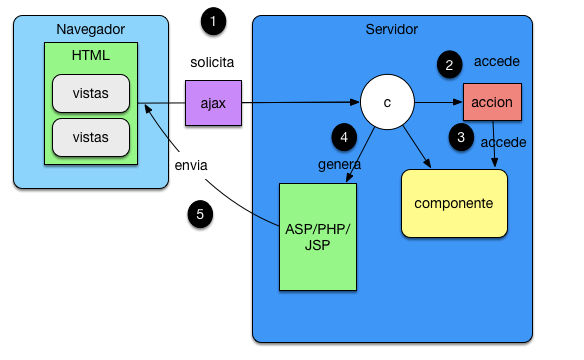 1
Navegador
Servidor
HTML
solicita
2
accede
vistas
ajax
c
accion
vistas
4
3
accede
envia
genera
componente
5
ASP/PHP/
JSP